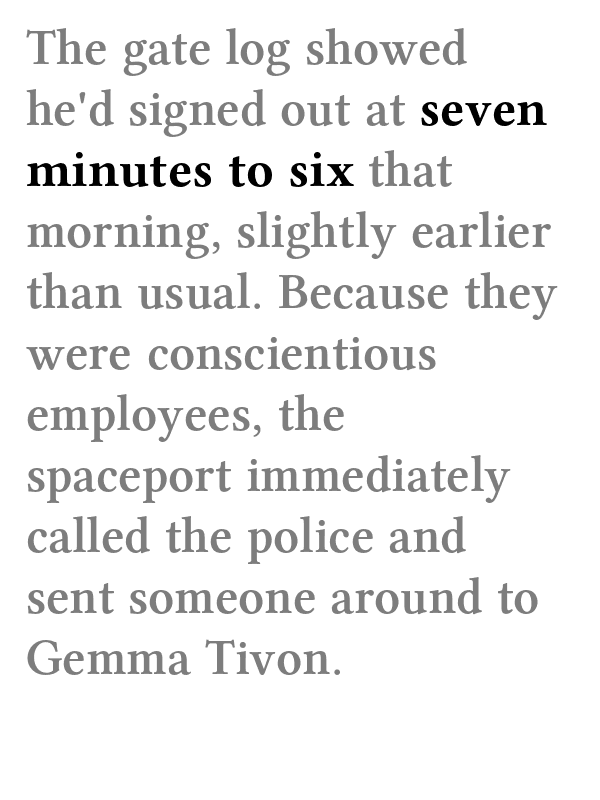 The gate log showed
he'd signed out at seven
minutes to six that
morning, slightly earlier
than usual. Because they
were conscientious
employees, the
spaceport immediately
called the police and
sent someone around to
Gemma Tivon.